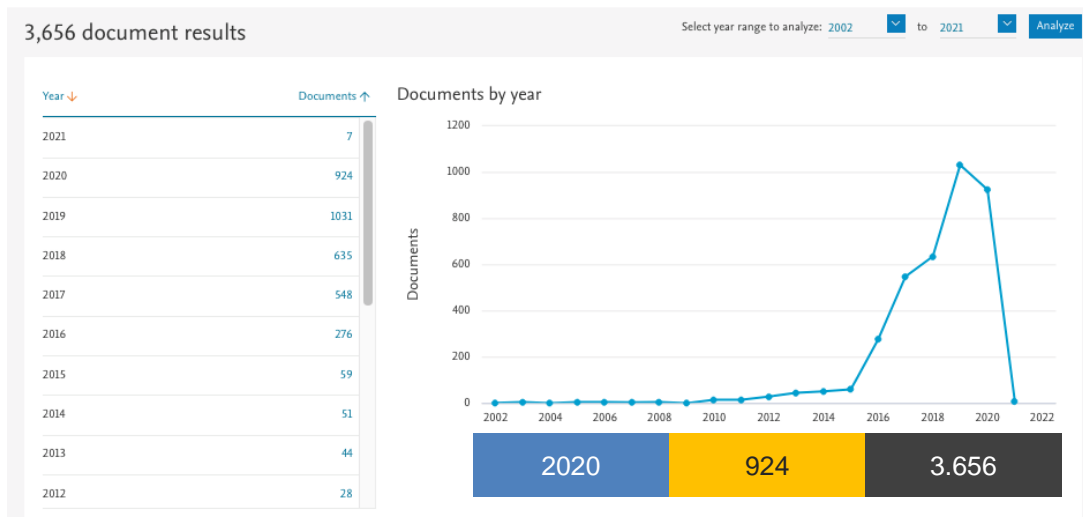 3,656 document results
Select year range to analyze: 2002 to 2021 Analyze
Year Documents
2021 7
2020 924
2019 1031
2018 635
2017 548
2016 276
2015 59
2014 51
2013 44
2012 28
Documents by year
Documents
1200
1000
800
600
400
200
0
2002 2004 2006 2008 2010 2012 2014 2016 2018 2020 2022
2020 924 3.656